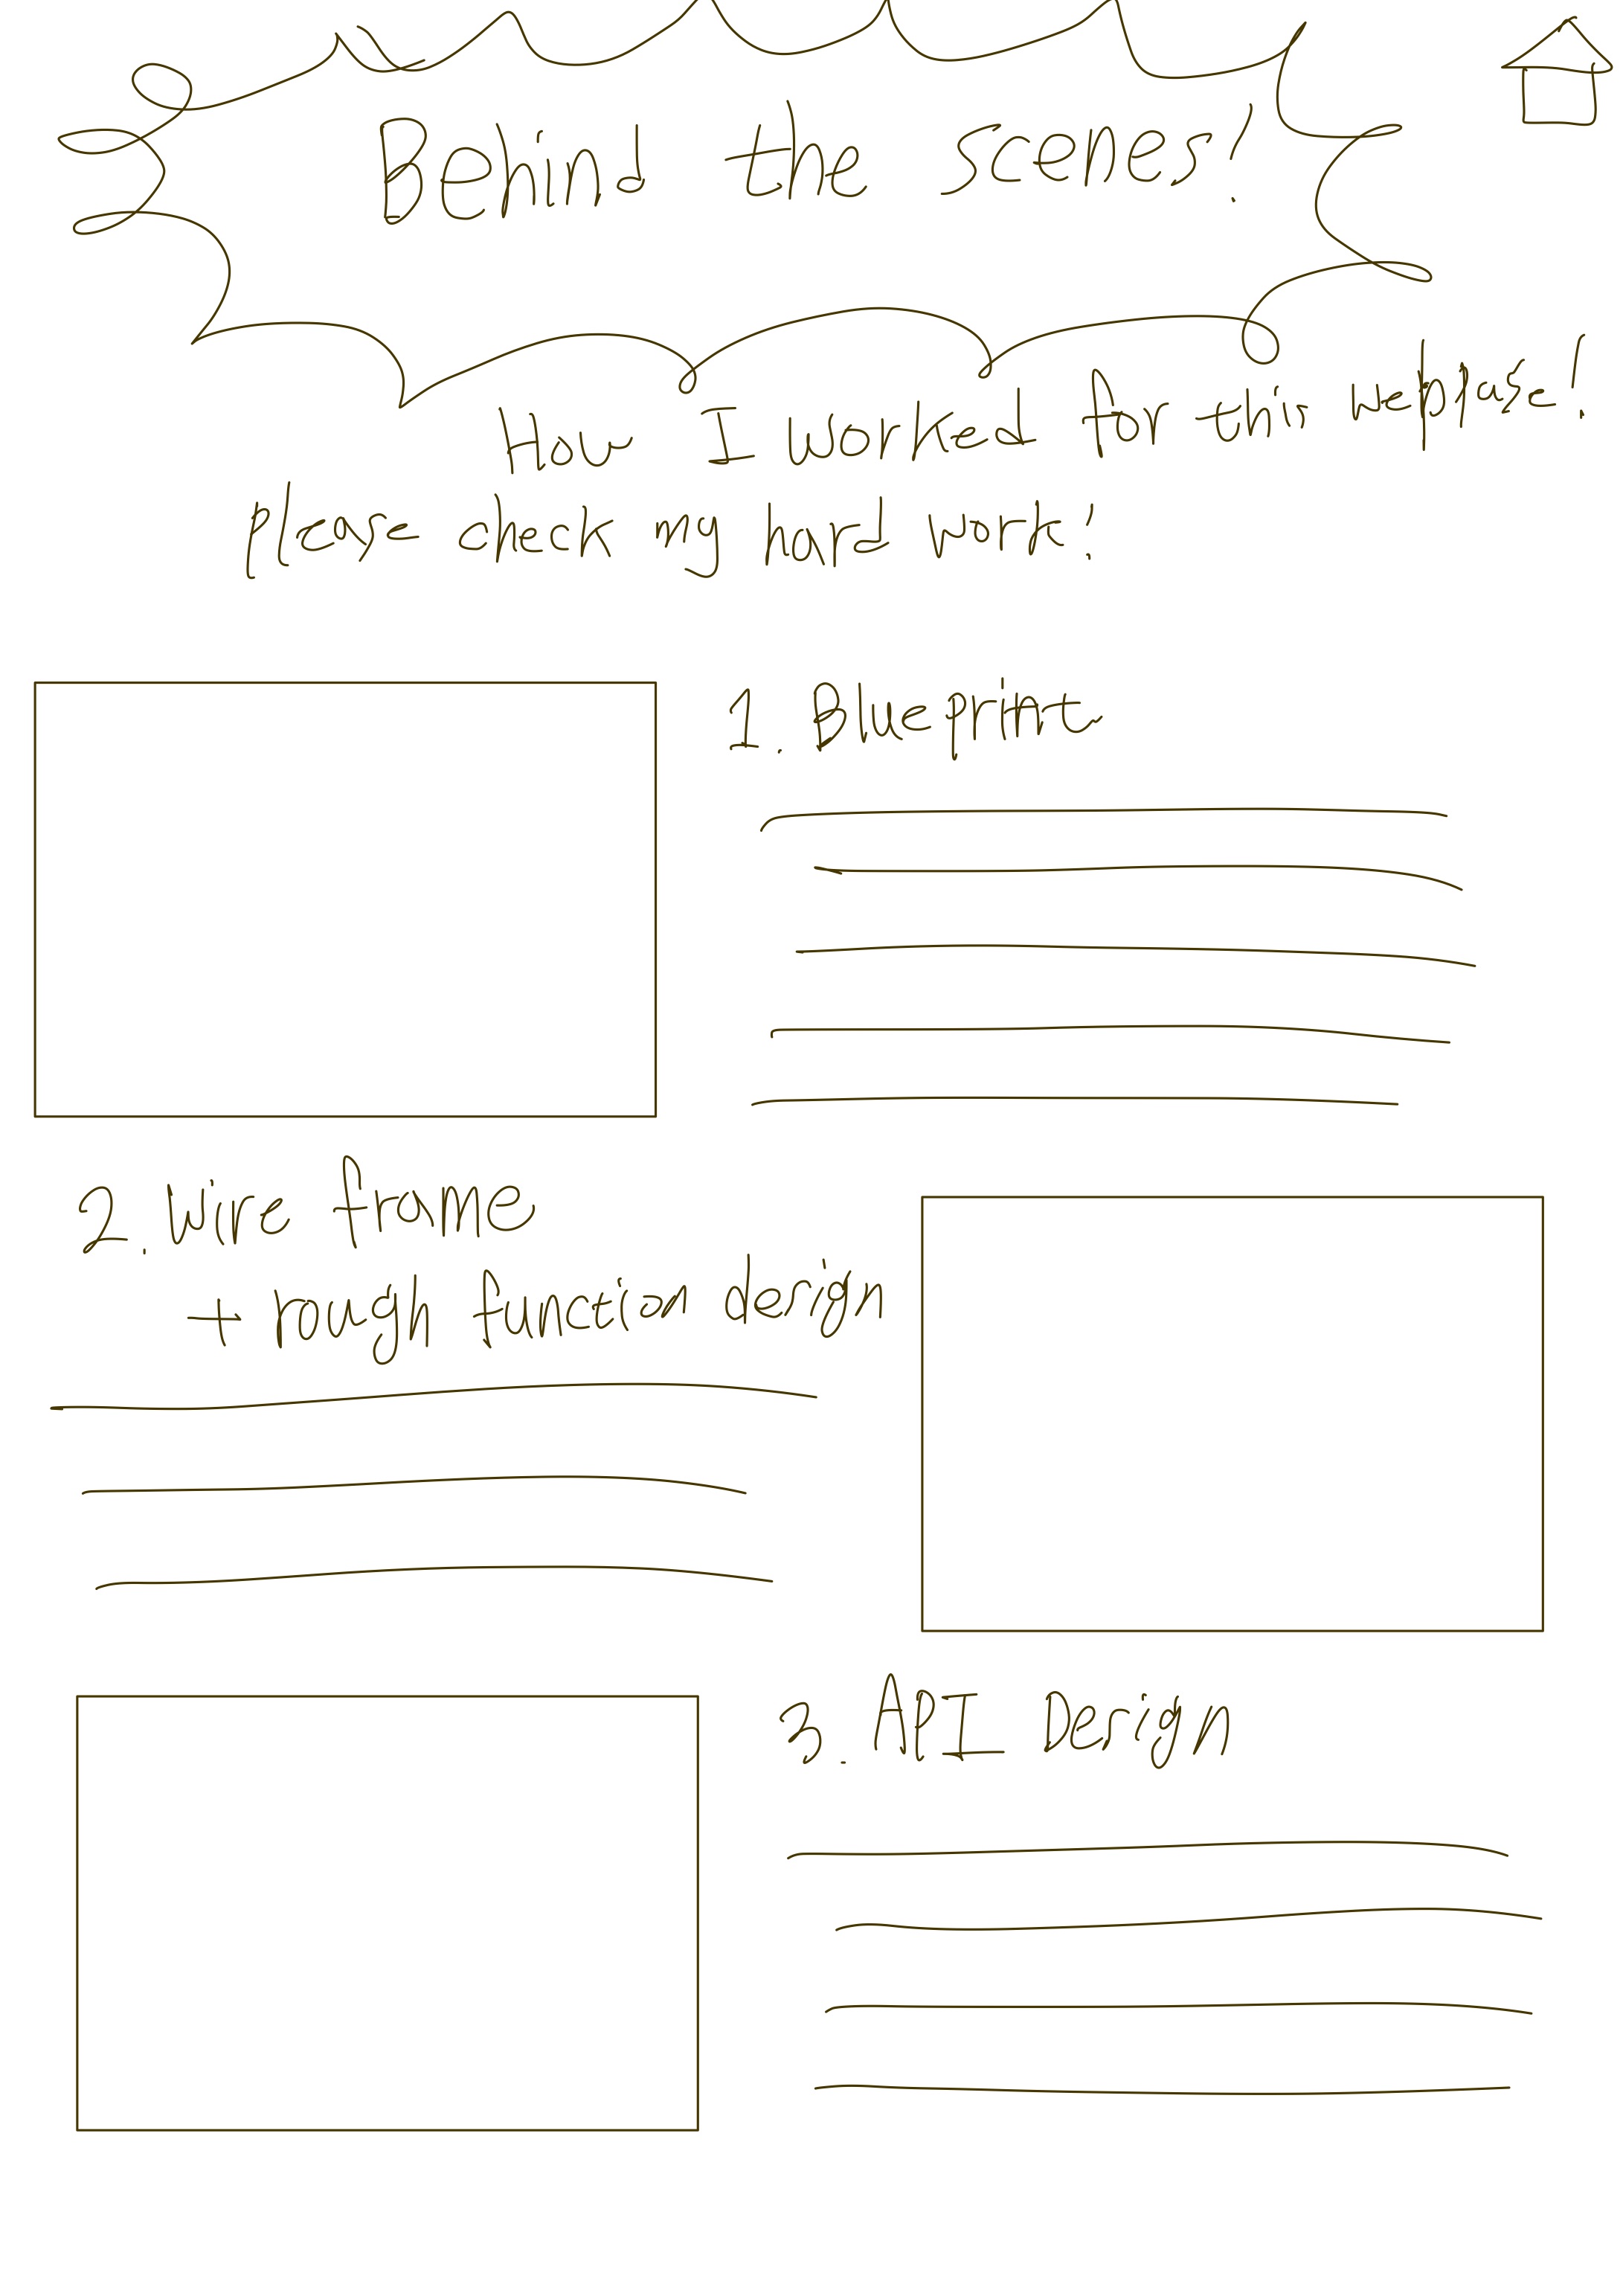 Behind the scenes!
How I worked for this webpage!
please check my hard work!
1. Blueprint
2. Wire frame
+ rough function design
3. API Design